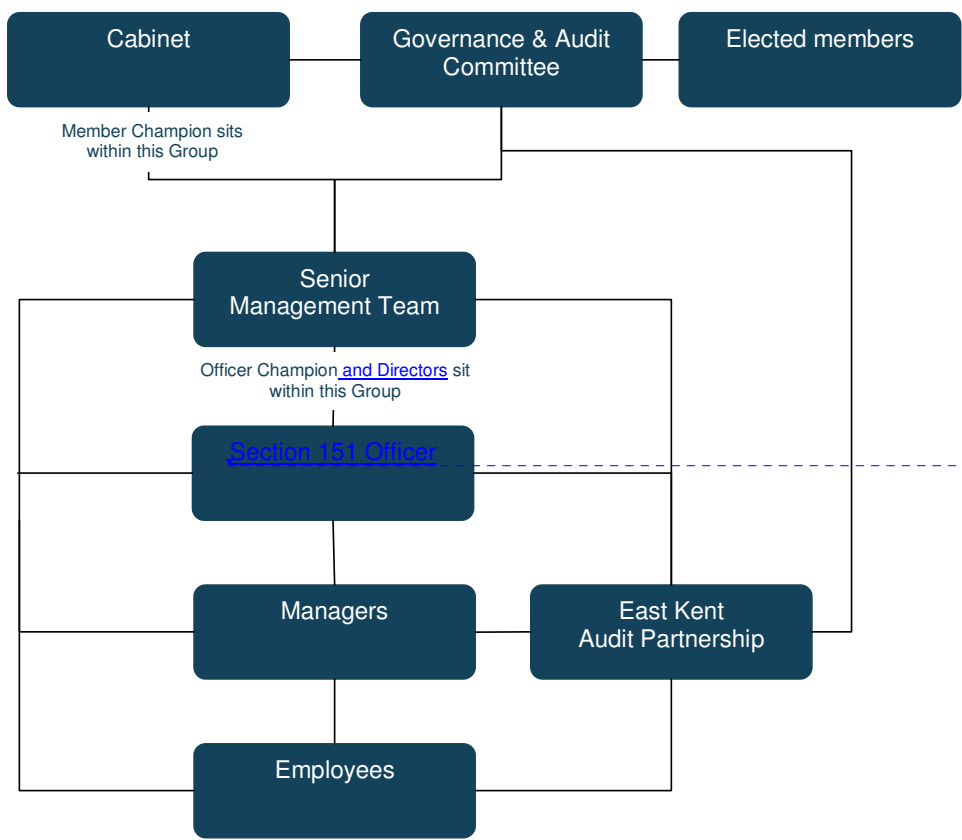 Cabinet
Governance & Audit
Committee
Elected members
Member Champion sits
within this Group
Senior
Management Team
Officer Champion and Directors sit
within this Group
Section 151 Officer
Managers
East Kent
Audit Partnership
Employees